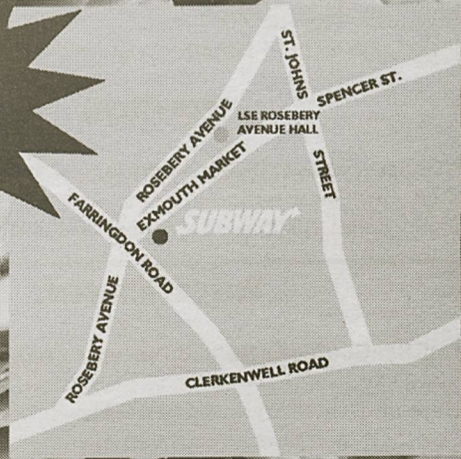 ST. JOHNS
STREET
SPENCER ST.
LSE ROSEBERY
AVENUE HALL
ROSEBERY AVENUE
EXMOUTH MARKET
SUBWAY
FARRINGDON ROAD
ROSEBERY AVENUE
CLERKENWELL ROAD